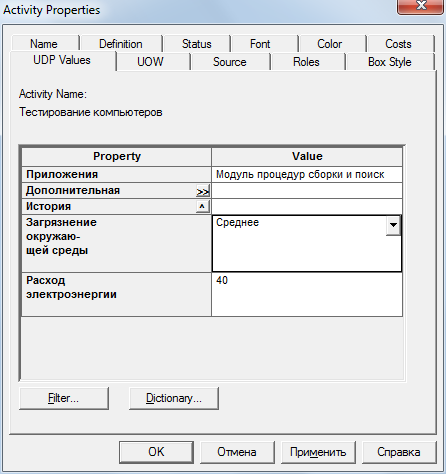 Activity Properties
Name Definition Status Font Color Costs
UDP Values UOW Source Roles Box Style
Activity Name:
Тестирование компьютеров
Property Value
Приложения Модуль процедур сборки и поиск
Дополнительная >>
История ^
Загрязнение Среднее
окружаю-
щей среды
Расход 40
электроэнергии
Filter... Dictionary...
OK Отмена Применить Справка